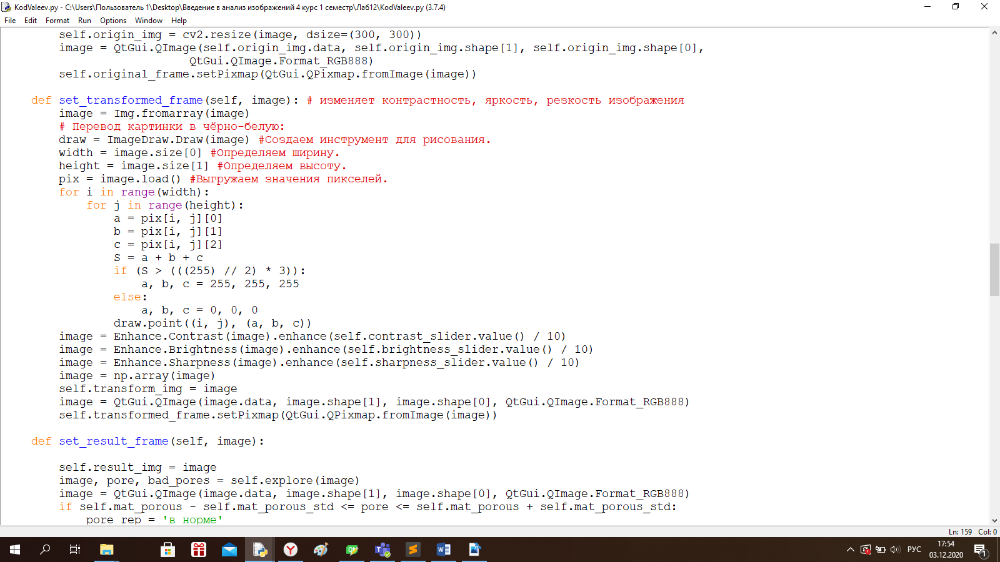 KodValeev.py - C:\Users\Пользователь 1\Desktop\Введение в анализ изображений 4 курс 1 семестр\Лаб12\KodValeev.py (3.7.4)
File Edit Format Run Options Window Help
self.origin_img = cv2.resize(image, dsize=(300, 300))
image = QtGui.QImage(self.origin_img.data, self.origin_img.shape[1], self.origin_img.shape[0],
QtGui.QImage.Format_RGB888)
self.original_frame.setPixmap(QtGui.QPixmap.fromImage(image))
def set_transformed_frame(self, image): # изменяет контрастность, яркость, резкость изображения
image = Img.fromarray(image)
# Перевод картинки в чёрно-белую:
draw = ImageDraw.Draw(image) #Создаем инструмент для рисования.
width = image.size[0] #Определяем ширину.
height = image.size[1] #Определяем высоту.
pix = image.load() #Выгружаем значения пикселей.
for i in range(width):
for j in range(height):
a = pix[i, j][0]
b = pix[i, j][1]
c = pix[i, j][2]
S = a + b + c
if (S > (((255) // 2) * 3)):
a, b, c = 255, 255, 255
else:
a, b, c = 0, 0, 0
draw.point((i, j), (a, b, c))
image = Enhance.Contrast(image).enhance(self.contrast_slider.value() / 10)
image = Enhance.Brightness(image).enhance(self.brightness_slider.value() / 10)
image = Enhance.Sharpness(image).enhance(self.sharpness_slider.value() / 10)
image = np.array(image)
self.transform_img = image
image = QtGui.QImage(image.data, image.shape[1], image.shape[0], QtGui.QImage.Format_RGB888)
self.transformed_frame.setPixmap(QtGui.QPixmap.fromImage(image))
def set_result_frame(self, image):
self.result_img = image
image, pore, bad_pores = self.explore(image)
image = QtGui.QImage(image.data, image.shape[1], image.shape[0], QtGui.QImage.Format_RGB888)
if self.mat_porous - self.mat_porous_std <= pore <= self.mat_porous + self.mat_porous_std:
pore_rep = 'в норме'
Ln: 159 Col: 0
РУС
17:54
03.12.2020
1